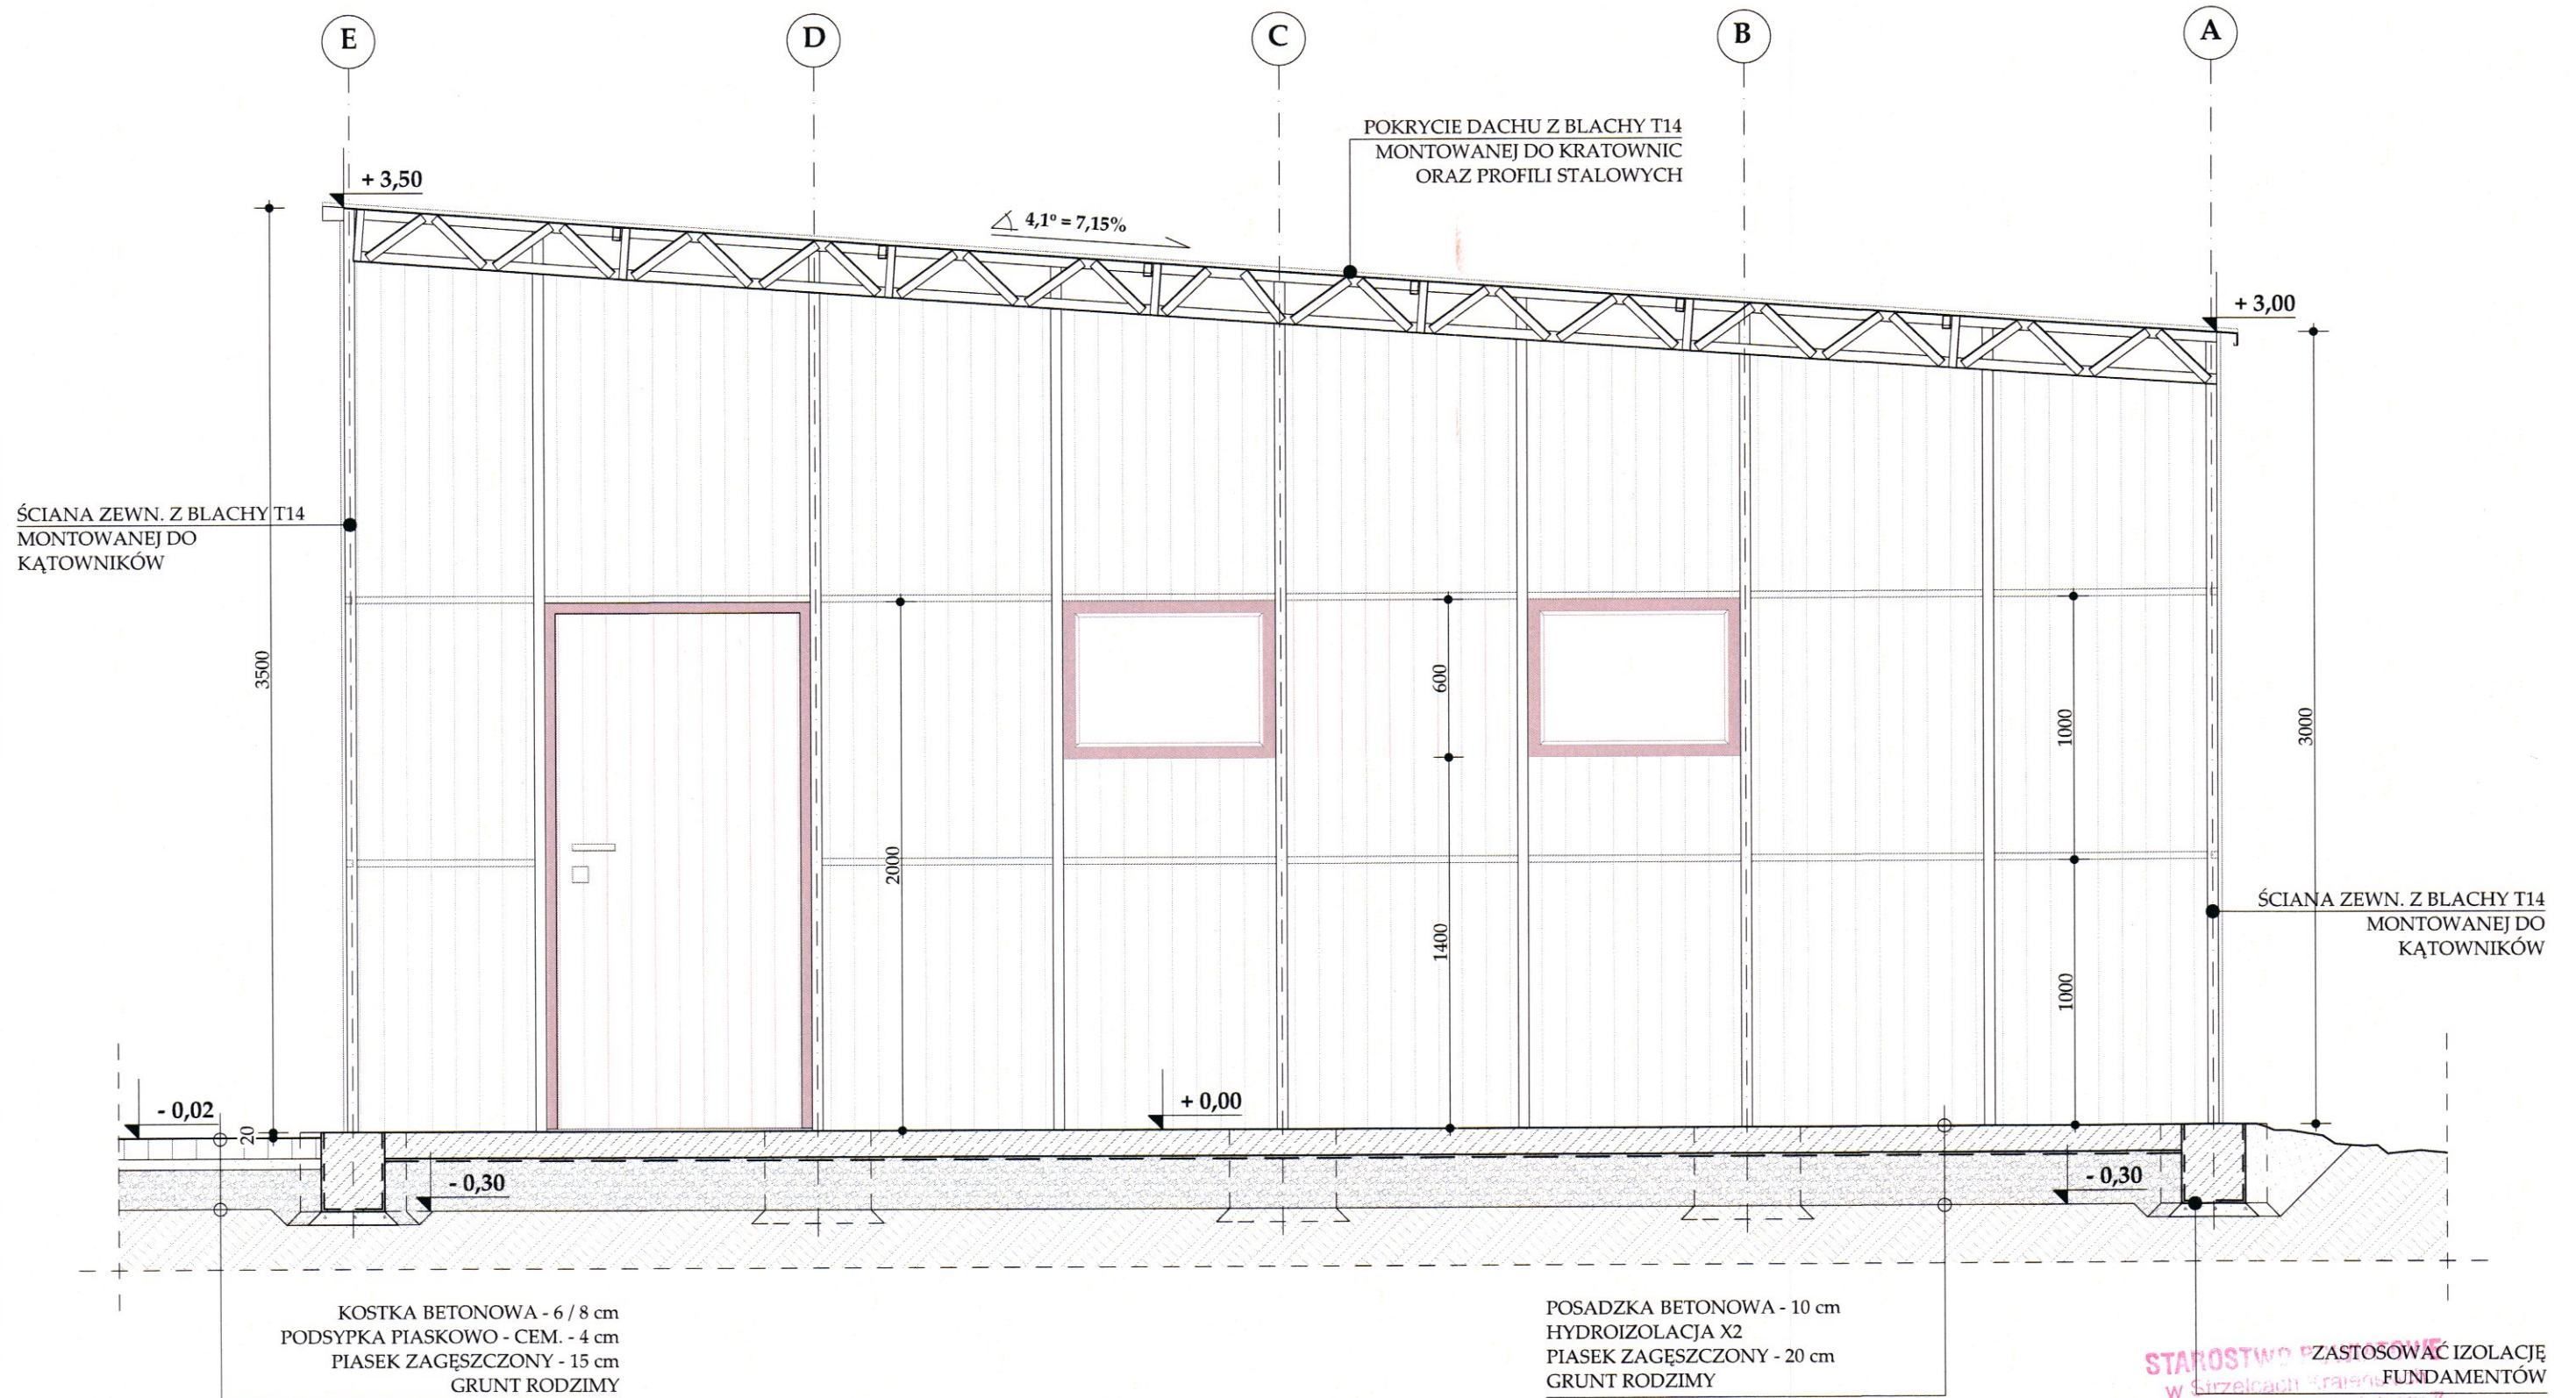 E
D
C
B
A
POKRYCIE DACHU Z BLACHY T14
MONTOWANEJ DO KRATOWNIC
ORAZ PROFILI STALOWYCH
+ 3,50
4,1° = 7,15%
+ 3,00
ŚCIANA ZEWN. Z BLACHY T14
MONTOWANEJ DO
KĄTOWNIKÓW
3500
600
1000
3000
2000
1400
1000
ŚCIANA ZEWN. Z BLACHY T14
MONTOWANEJ DO
KĄTOWNIKÓW
- 0,02
20
+ 0,00
- 0,30
- 0,30
KOSTKA BETONOWA - 6 / 8 cm
PODSYPKA PIASKOWO - CEM. - 4 cm
PIASEK ZAGĘSZCZONY - 15 cm
GRUNT RODZIMY
POSADZKA BETONOWA - 10 cm
HYDROIZOLACJA X2
PIASEK ZAGĘSZCZONY - 20 cm
GRUNT RODZIMY
ZASTOSOWAĆ IZOLACJĘ
FUNDAMENTÓW
STAROSTWO
w Strzelcach